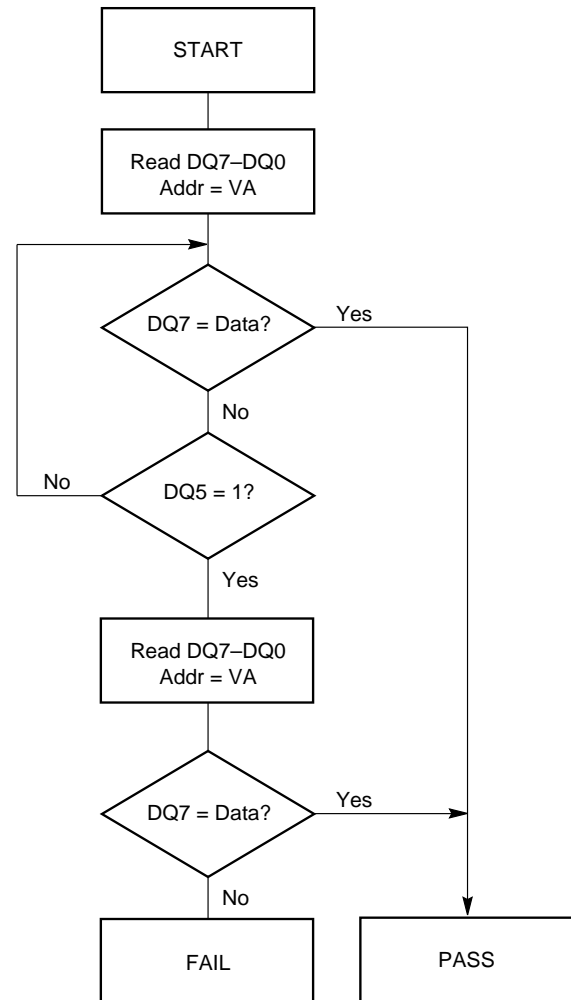 START
Read DQ7–DQ0
Addr = VA
DQ7 = Data?
Yes
No
No
DQ5 = 1?
Yes
Read DQ7–DQ0
Addr = VA
DQ7 = Data?
Yes
No
FAIL
PASS